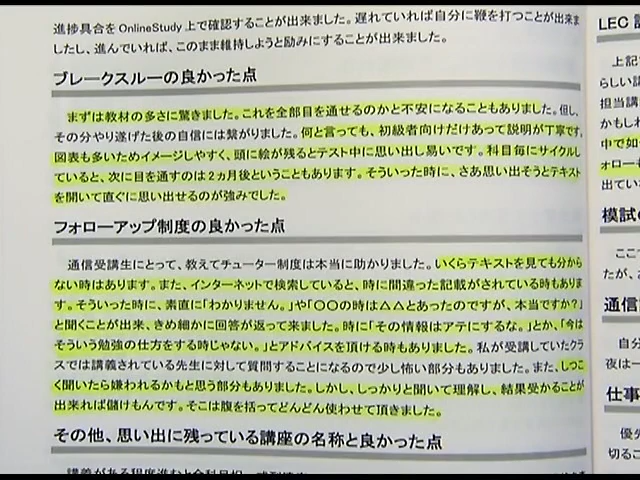 進捗具合を OnlineStudy 上で確認することが出来ました。遅れていれば自分に鞭を打つことが出来ま
したし、進んでいれば、このまま維持しようと励みにすることが出来ました。
ブレークスルーの良かった点
まずは教材の多さに驚きました。これを全部目を通せるのかと不安になることもありました。但し、
その分やり遂げた後の自信には繋がりました。何と言っても、初級者向けだけあって説明が丁寧です。
図表も多いためイメージしやすく、頭に絵が残るとテスト中に思い出し易いです。科目毎にサイクルし
ていると、次に目を通すのは2ヵ月後ということもあります。そういった時に、さあ思い出そうとテキスト
を開いて直ぐに思い出せるのが強みでした。
フォローアップ制度の良かった点
通信受講生にとって、教えてチューター制度は本当に助かりました。いくらテキストを見ても分から
ない時はあります。また、インターネットで検索していると、時に間違った記載がされている時もありま
す。そういった時に、素直に「わかりません。」や「〇〇の時は△△とあったのですが、本当ですか？」
と聞くことが出来、きめ細かに回答が返って来ました。時に「その情報はアテにするな。」とか、「今は
そういう勉強の仕方をする時じゃない。」とアドバイスを頂ける時もありました。私が受講していたクラ
スでは講義されている先生に対して質問することになるので少し怖い部分もありました。また、しつこ
く聞いたら嫌われるかもと思う部分もありました。しかし、しっかりと聞いて理解し、結果受かることが
出来れば儲けもんです。そこは腹を括ってどんどん使わせて頂きました。
その他、思い出に残っている講座の名称と良かった点
LEC
上記
らしい講
担当講
かもしれ
中で如
ォローも
出てい
模試の
ここ
たが、
通信
自分
夜は一
仕事
優先
切るこ